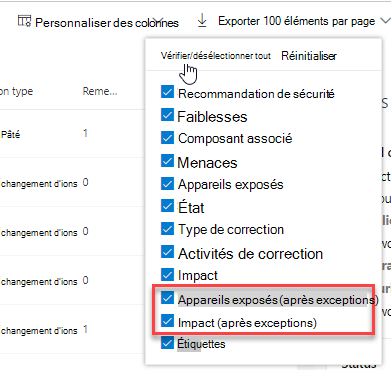 Personnaliser des colonnes Exporter 100 éléments par page
Vérifier/désélectionner tout Réinitialiser
on type Reme...
Recommandation de sécurité
Faiblesses
Pâté 1
Composant associé
Menaces
changement d'ions 0
Appareils exposés
État
changement d'ions 0
Type de correction
Activités de correction
changement d'ions 0
Impact
Appareils exposés (après exceptions)
changement d'ions 1
Impact (après exceptions)
Étiquettes
Status